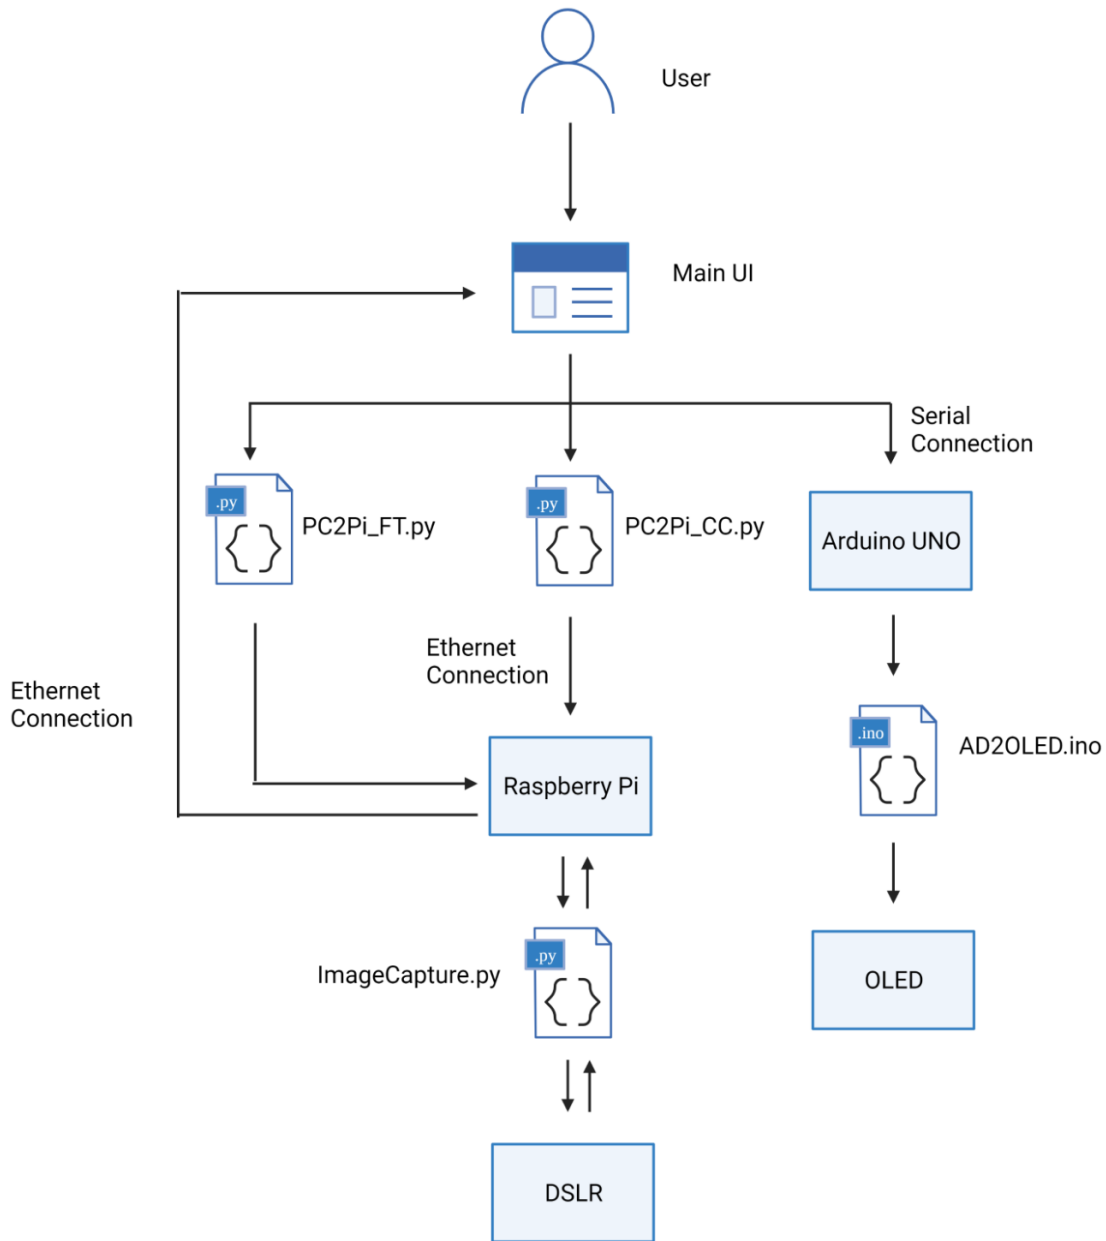 User
Main UI
Serial
Connection
.py
PC2Pi_FT.py
.py
PC2Pi_CC.py
Arduino UNO
Ethernet
Connection
Ethernet
Connection
.ino
AD2OLED.ino
Raspberry Pi
.py
ImageCapture.py
OLED
DSLR